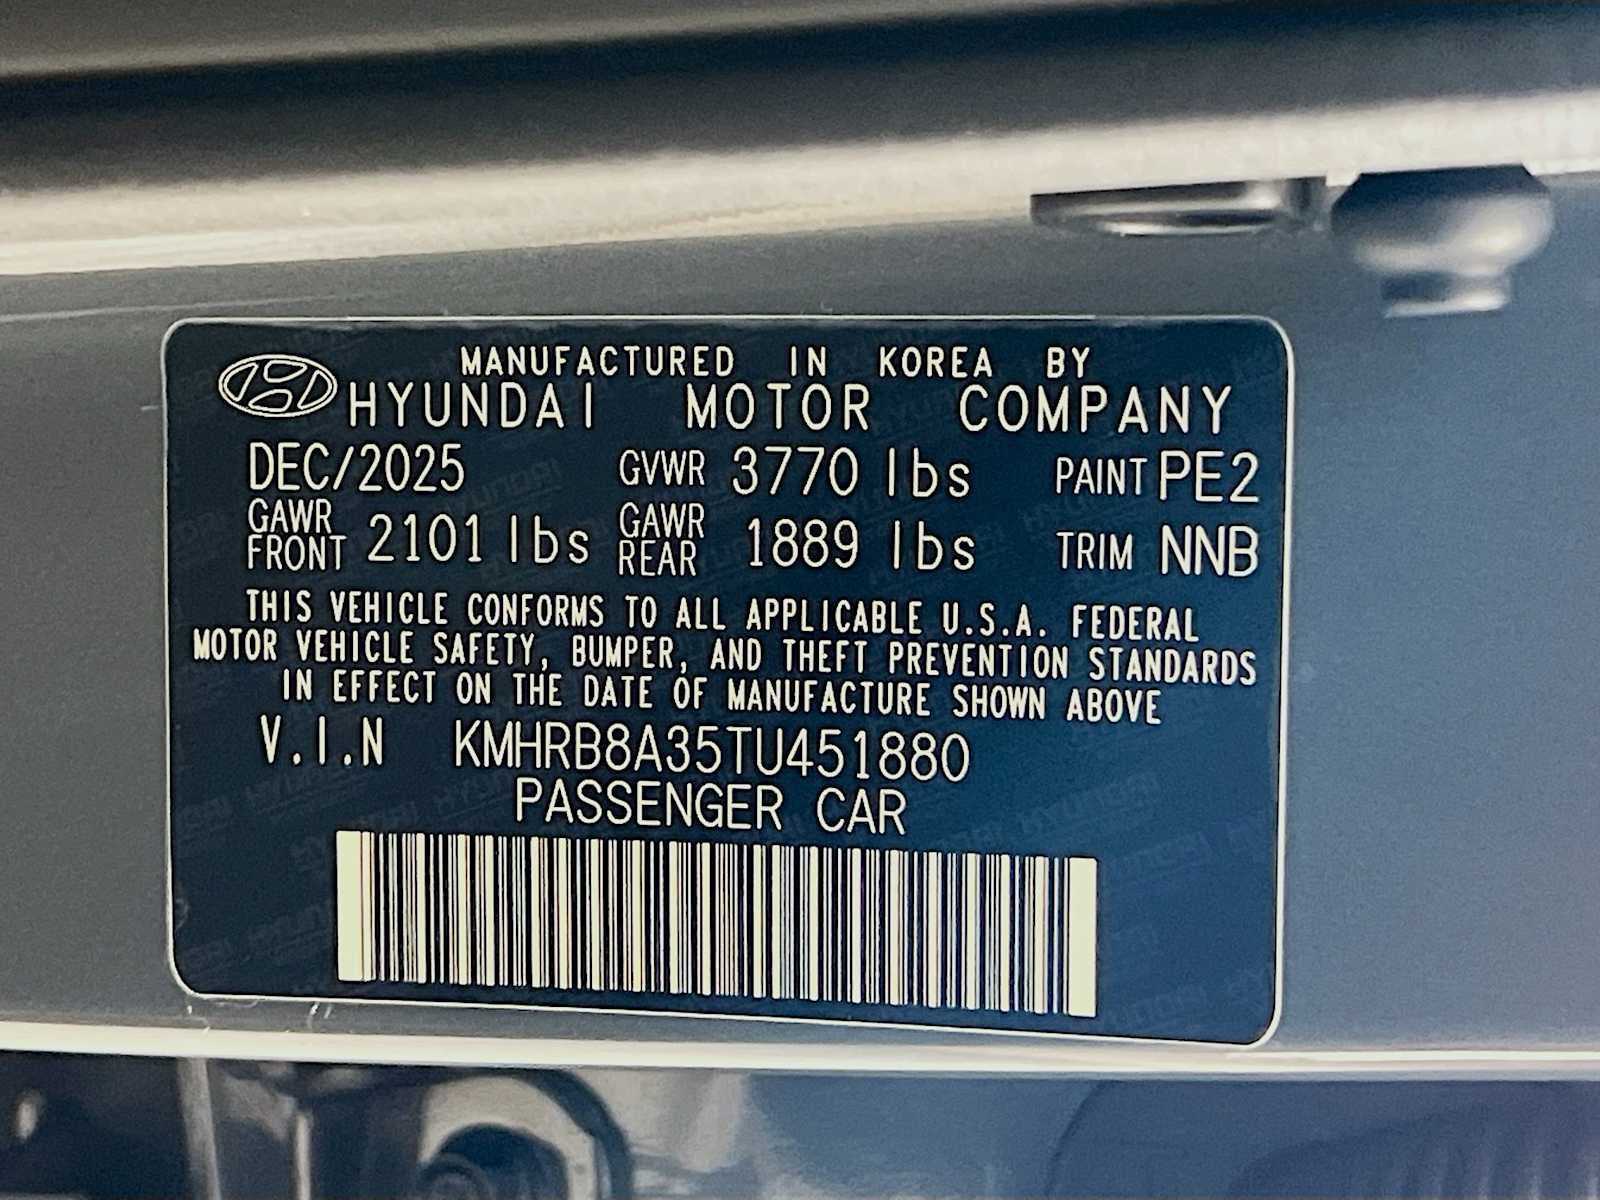 MANUFACTURED IN KOREA BY
HYUNDAI MOTOR COMPANY
DEC/2025 GVWR 3770 lbs PAINT PE2
GAWR FRONT 2101 lbs GAWR REAR 1889 lbs TRIM NNB
THIS VEHICLE CONFORMS TO ALL APPLICABLE U.S.A. FEDERAL
MOTOR VEHICLE SAFETY, BUMPER, AND THEFT PREVENTION STANDARDS
IN EFFECT ON THE DATE OF MANUFACTURE SHOWN ABOVE
V.I.N KMHRB8A35TU451880
PASSENGER CAR